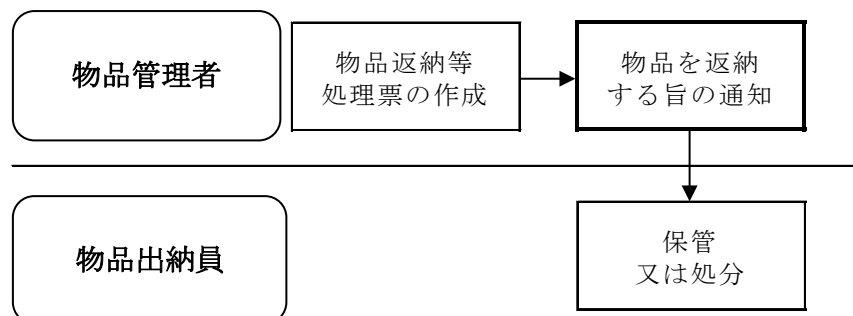 物品管理者
物品返納等
処理票の作成
物品を返納
する旨の通知
物品出納員
保管
又は処分